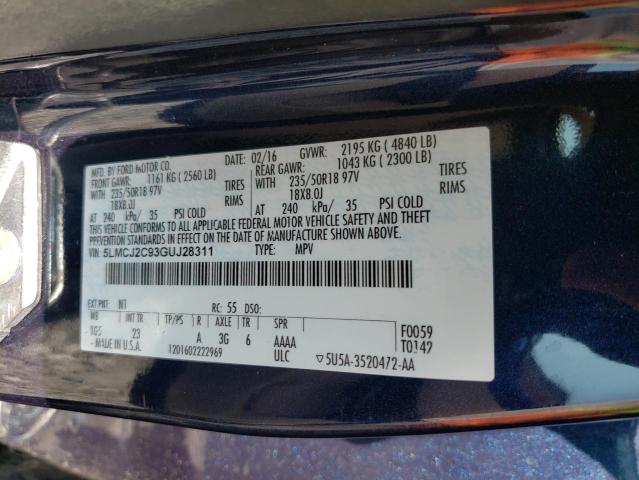 MFD. BY FORD MOTOR CO.
DATE: 02/16 GVWR: 2195 KG ( 4840 LB)
FRONT GAWR: 1161 KG ( 2560 LB) REAR GAWR: 1043 KG ( 2300 LB)
WITH 235/50R18 97V TIRES WITH 235/50R18 97V TIRES
18X8.0J RIMS 18X8.0J RIMS
AT 240 kPa/ 35 PSI COLD AT 240 kPa/ 35 PSI COLD
THIS VEHICLE CONFORMS TO ALL APPLICABLE FEDERAL MOTOR VEHICLE SAFETY AND THEFT
PREVENTION STANDARDS IN EFFECT ON THE DATE OF MANUFACTURE SHOWN ABOVE.
VIN: 5LMCJ2C93GUJ28311 TYPE: MPV
EXT PNT: N1 RC: 55 DSO:
WB INT TR TP/PS R AXLE TR SPR F0059
105 23 A 3G 6 AAAA T0142
MADE IN U.S.A. 1201602222969 ULC 5U5A-3520472-AA